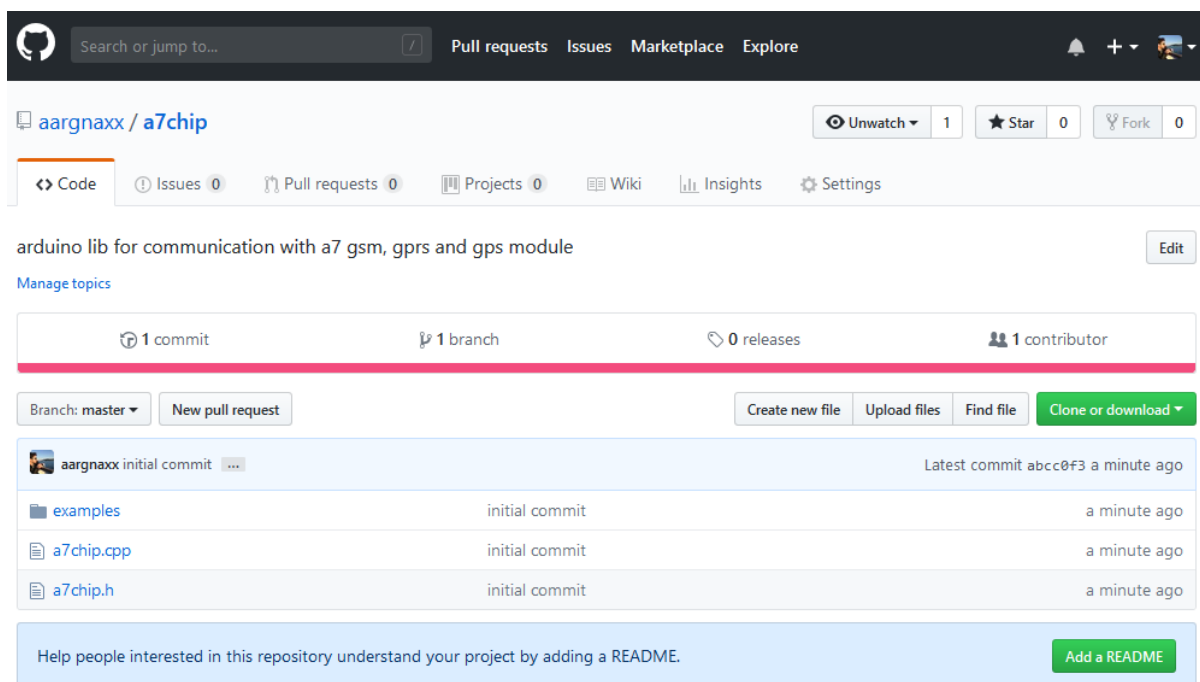 Search or jump to... / Pull requests Issues Marketplace Explore
aargnaxx / a7chip Unwatch 1 Star 0 Fork 0
Code Issues 0 Pull requests 0 Projects 0 Wiki Insights Settings
arduino lib for communication with a7 gsm, gprs and gps module Edit
Manage topics
1 commit 1 branch 0 releases 1 contributor
Branch: master New pull request Create new file Upload files Find file Clone or download
aargnaxx initial commit ... Latest commit abcc0f3 a minute ago
examples initial commit a minute ago
a7chip.cpp initial commit a minute ago
a7chip.h initial commit a minute ago
Help people interested in this repository understand your project by adding a README. Add a README